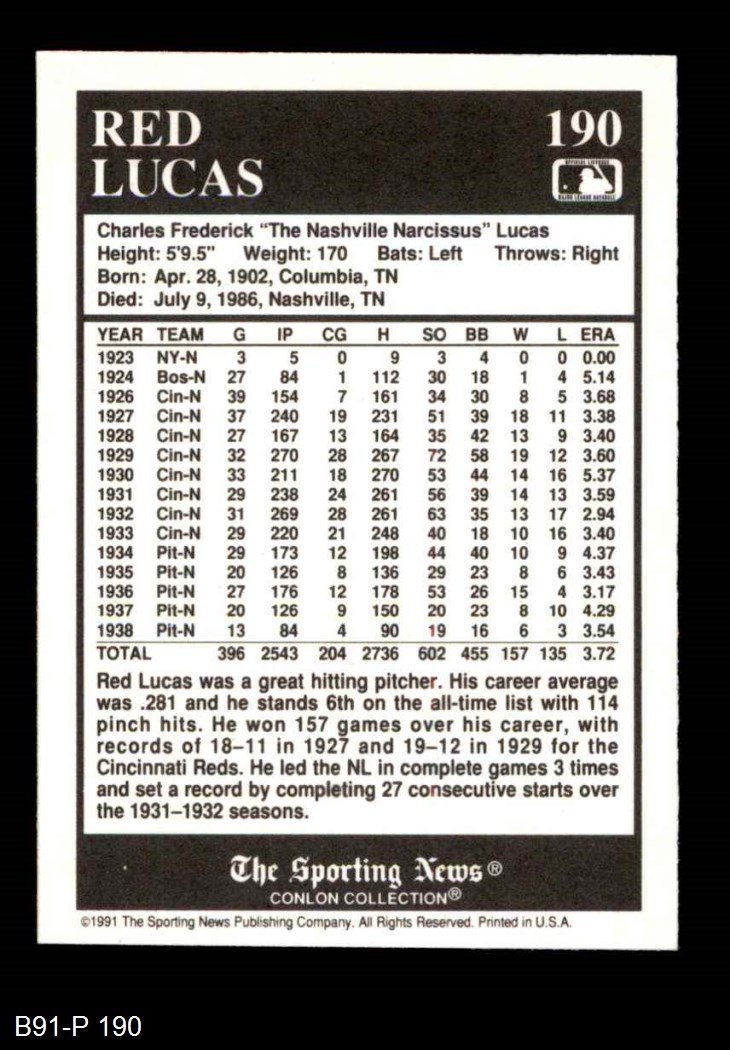 RED
LUCAS
190
OFFICIAL LICENSEE
MAJOR LEAGUE BASEBALL
Charles Frederick “The Nashville Narcissus” Lucas
Height: 5'9.5" Weight: 170 Bats: Left Throws: Right
Born: Apr. 28, 1902, Columbia, TN
Died: July 9, 1986, Nashville, TN
YEAR TEAM G IP CG H SO BB W L ERA
1923 NY-N 3 5 0 9 3 4 0 0 0.00
1924 Bos-N 27 84 1 112 30 18 1 4 5.14
1926 Cin-N 39 154 7 161 34 30 8 5 3.68
1927 Cin-N 37 240 19 231 51 39 18 11 3.38
1928 Cin-N 27 167 13 164 35 42 13 9 3.40
1929 Cin-N 32 270 28 267 72 58 19 12 3.60
1930 Cin-N 33 211 18 270 53 44 14 16 5.37
1931 Cin-N 29 238 24 261 56 39 14 13 3.59
1932 Cin-N 31 269 28 261 63 35 13 17 2.94
1933 Cin-N 29 220 21 248 40 18 10 16 3.40
1934 Pit-N 29 173 12 198 44 40 10 9 4.37
1935 Pit-N 20 126 8 136 29 23 8 6 3.43
1936 Pit-N 27 176 12 178 53 26 15 4 3.17
1937 Pit-N 20 126 9 150 20 23 8 10 4.29
1938 Pit-N 13 84 4 90 19 16 6 3 3.54
TOTAL 396 2543 204 2736 602 455 157 135 3.72
Red Lucas was a great hitting pitcher. His career average
was .281 and he stands 6th on the all-time list with 114
pinch hits. He won 157 games over his career, with
records of 18–11 in 1927 and 19–12 in 1929 for the
Cincinnati Reds. He led the NL in complete games 3 times
and set a record by completing 27 consecutive starts over
the 1931–1932 seasons.
The Sporting News®
CONLON COLLECTION®
©1991 The Sporting News Publishing Company. All Rights Reserved. Printed in U.S.A.
B91-P 190